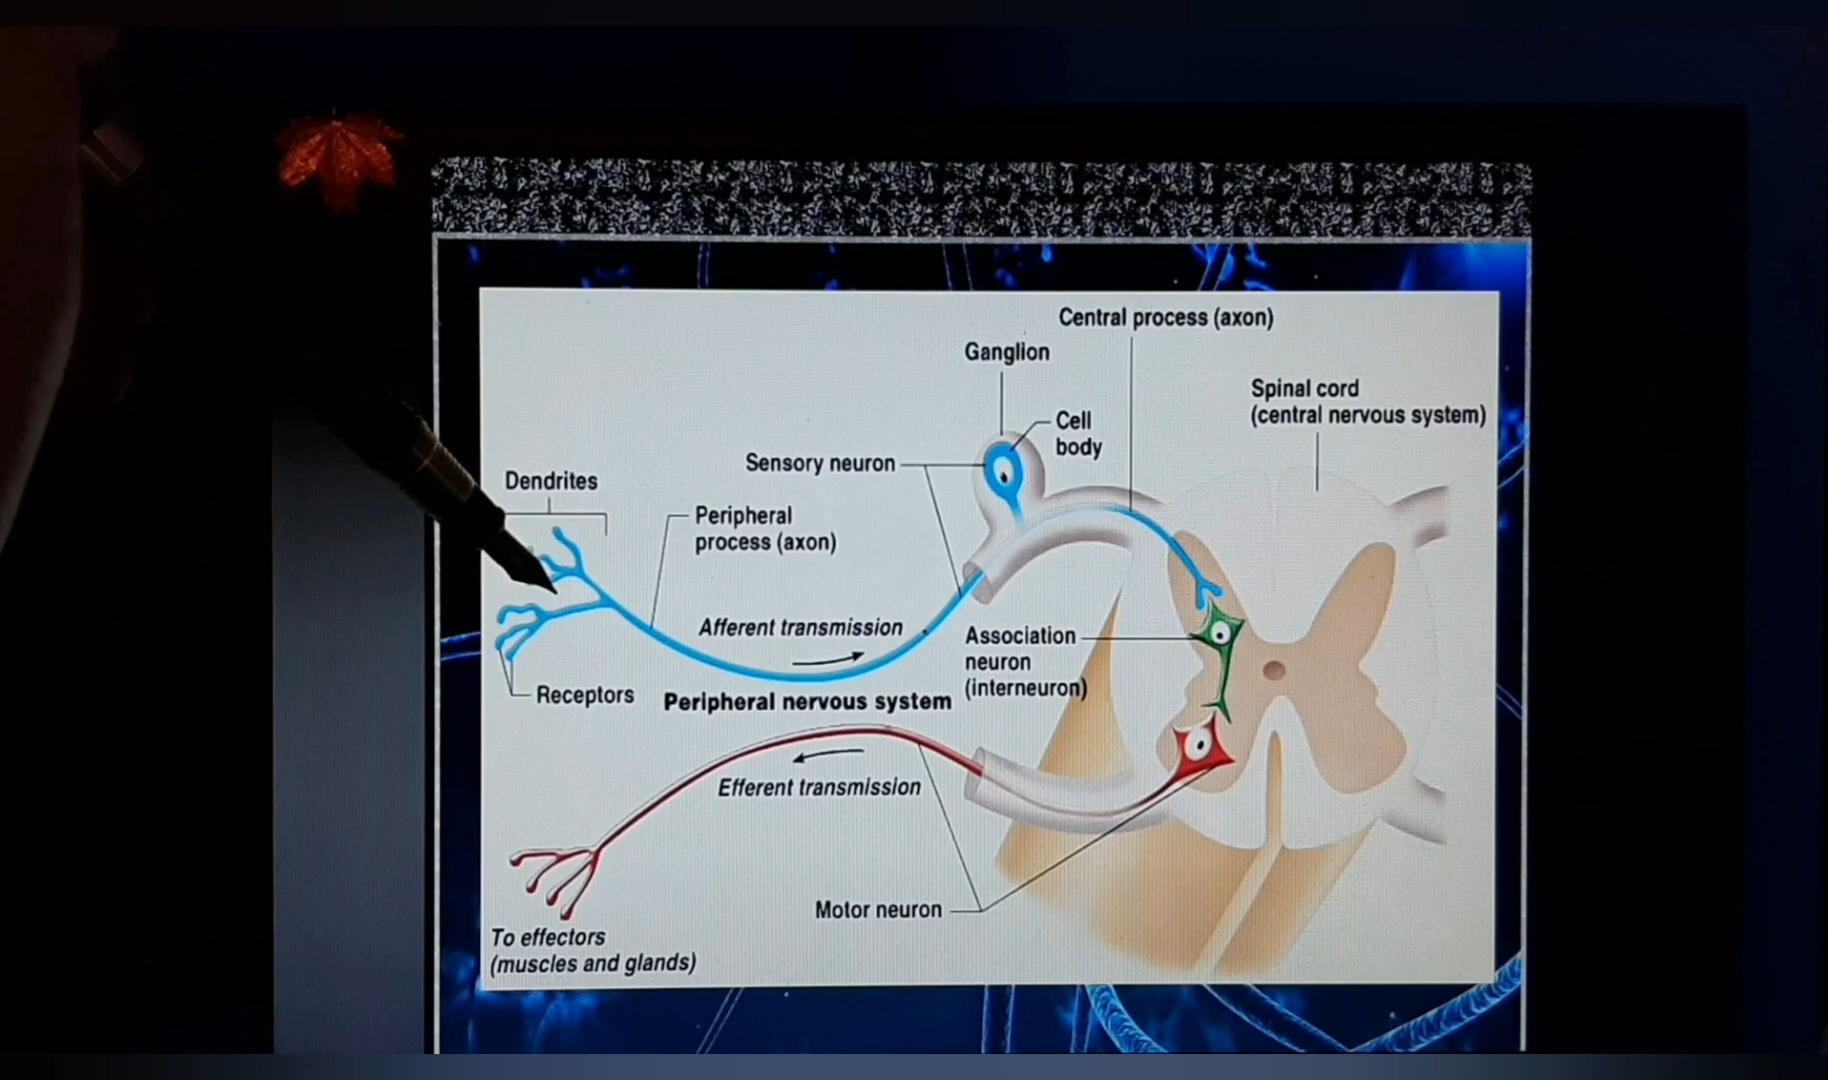 Central process (axon)
Ganglion
Spinal cord
(central nervous system)
Cell
body
Sensory neuron
Dendrites
Peripheral
process (axon)
Afferent transmission
Association
neuron
(interneuron)
Receptors
Peripheral nervous system
Efferent transmission
Motor neuron
To effectors
(muscles and glands)